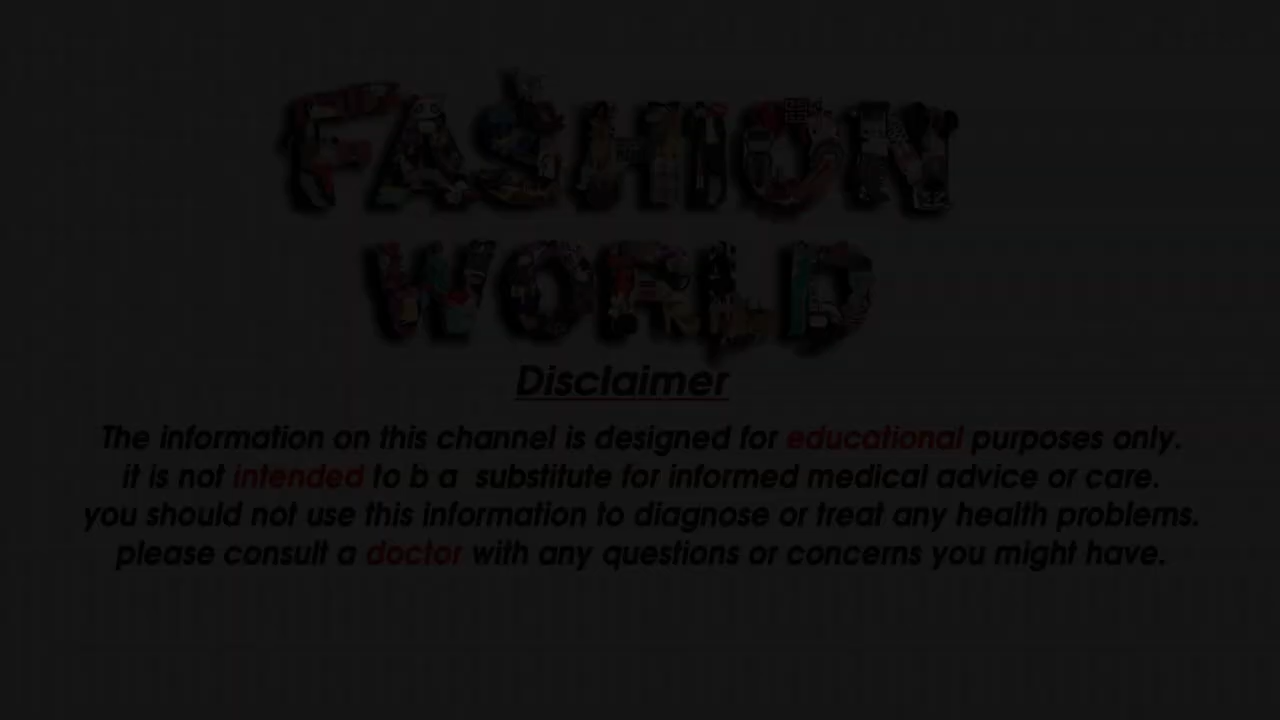 FASHION
WORLD
Disclaimer
The information on this channel is designed for educational purposes only.
it is not intended to b a substitute for informed medical advice or care.
you should not use this information to diagnose or treat any health problems.
please consult a doctor with any questions or concerns you might have.